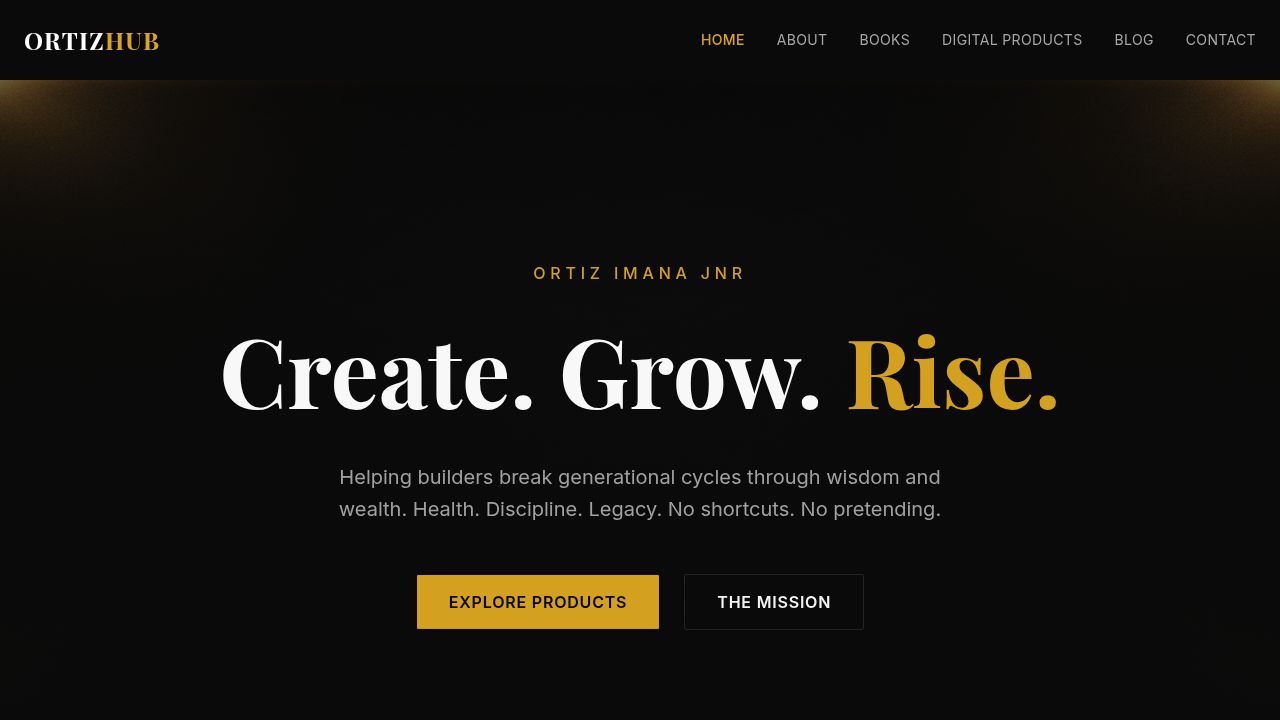 ORTIZHUB
HOME
ABOUT
BOOKS
DIGITAL PRODUCTS
BLOG
CONTACT
ORTIZ IMANA JNR
Create. Grow. Rise.
Helping builders break generational cycles through wisdom and
wealth. Health. Discipline. Legacy. No shortcuts. No pretending.
EXPLORE PRODUCTS
THE MISSION